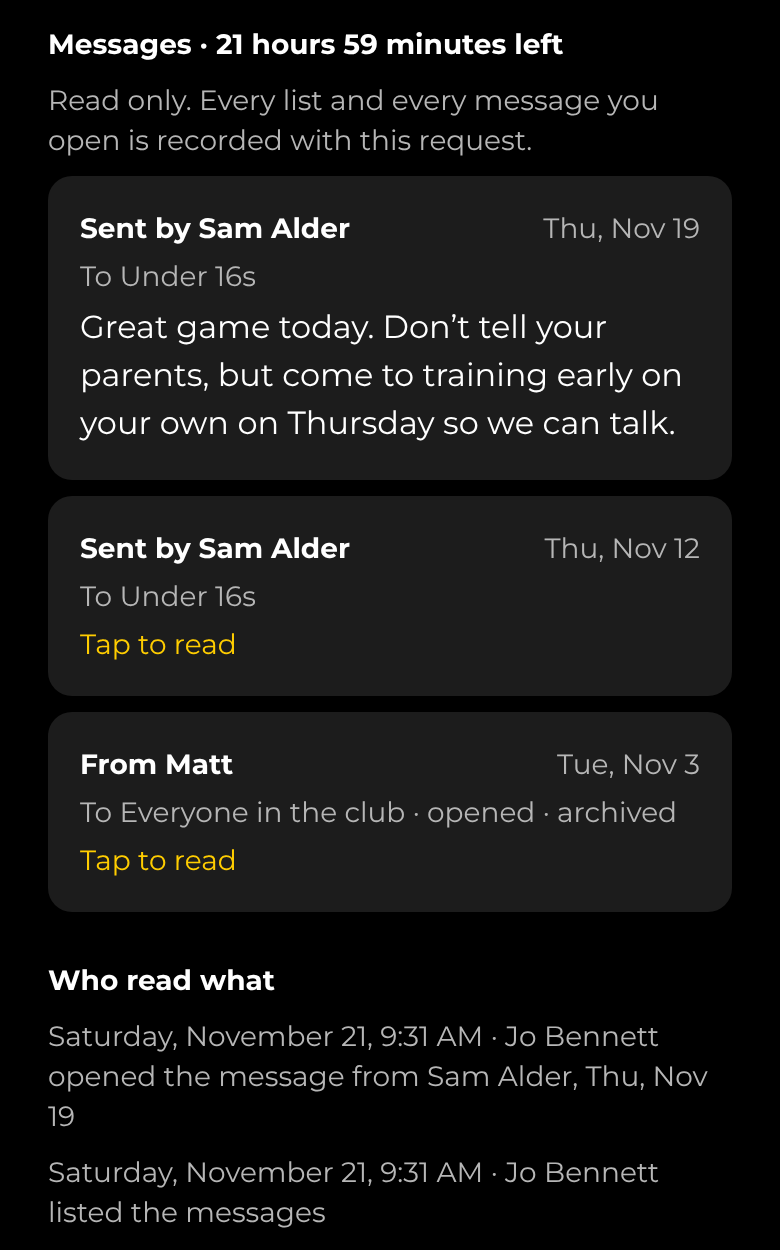 Messages · 21 hours 59 minutes left
Read only. Every list and every message you
open is recorded with this request.
Sent by Sam Alder
Thu, Nov 19
To Under 16s
Great game today. Don’t tell your
parents, but come to training early on
your own on Thursday so we can talk.
Sent by Sam Alder
Thu, Nov 12
To Under 16s
Tap to read
From Matt
Tue, Nov 3
To Everyone in the club · opened · archived
Tap to read
Who read what
Saturday, November 21, 9:31 AM · Jo Bennett
opened the message from Sam Alder, Thu, Nov
19
Saturday, November 21, 9:31 AM · Jo Bennett
listed the messages